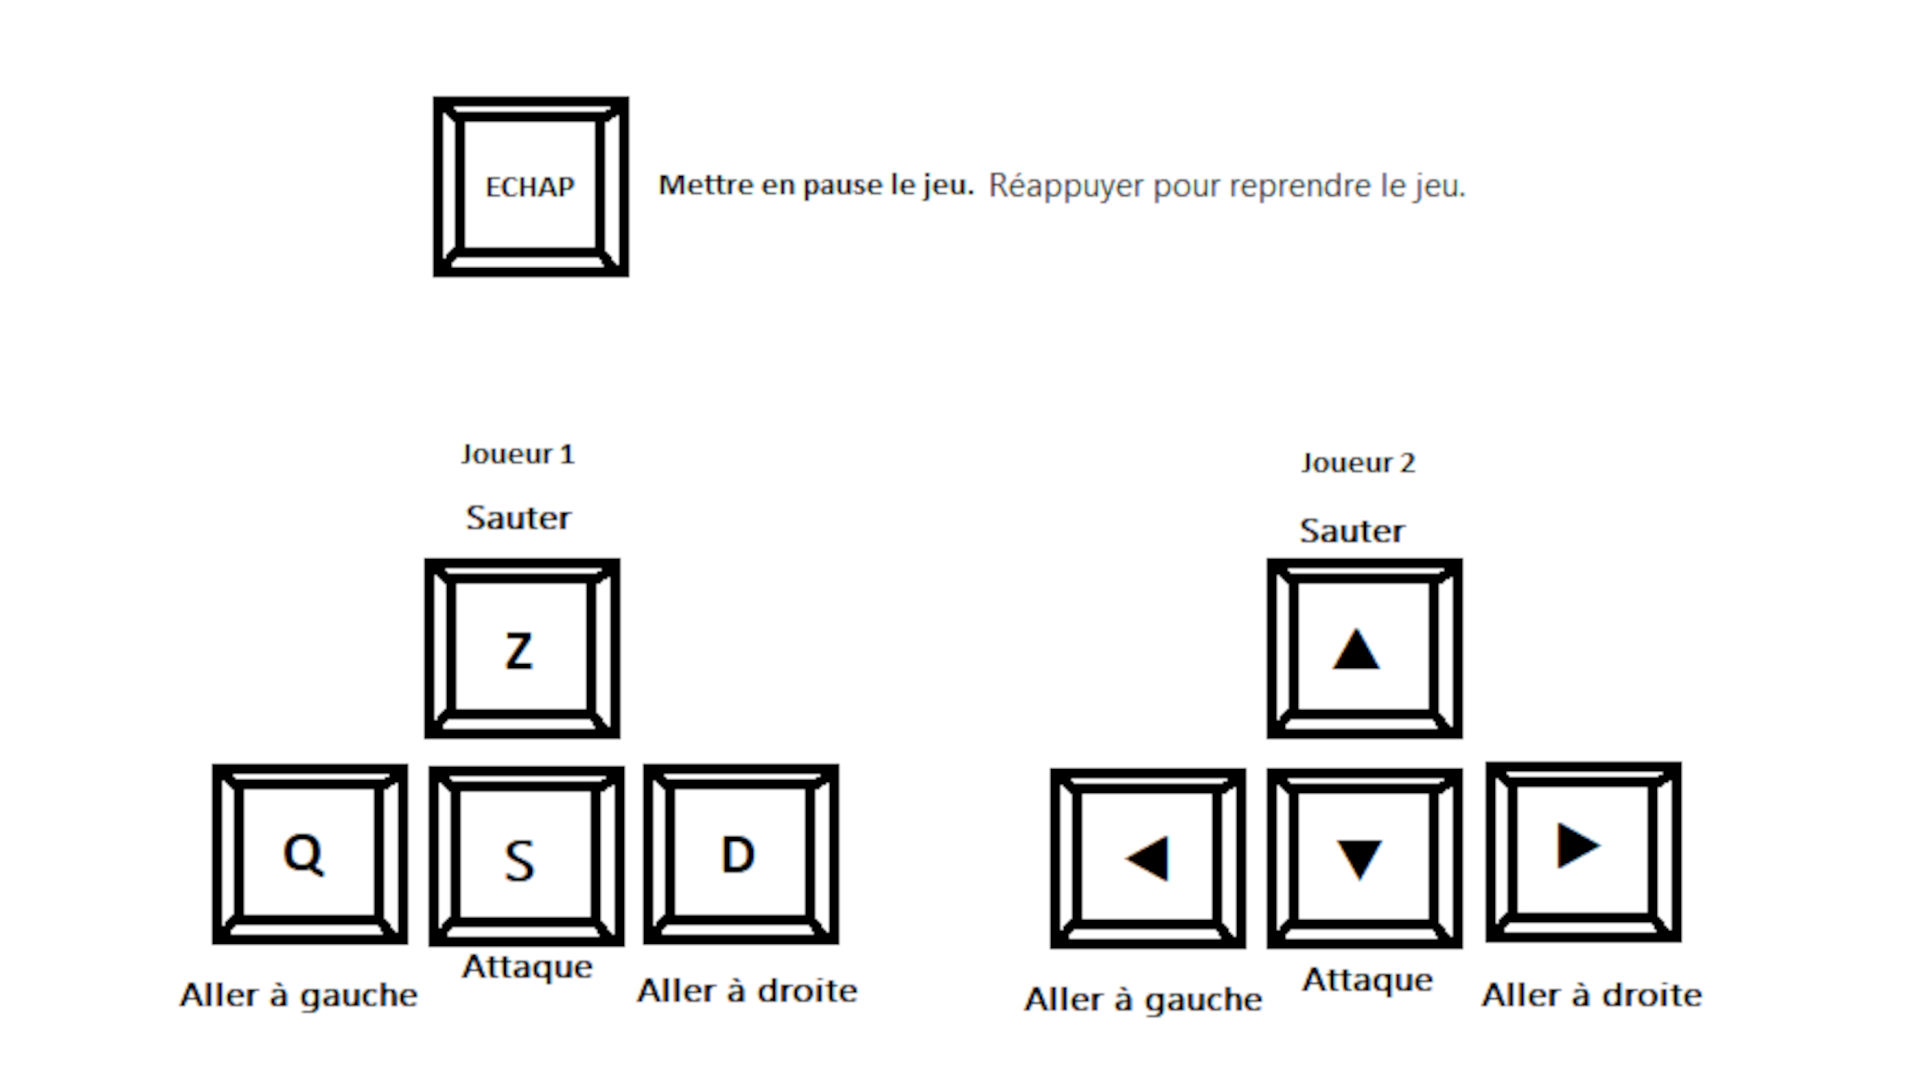 ECHAP
Mettre en pause le jeu. Réappuyer pour reprendre le jeu.
Joueur 1
Sauter
Z
Q
S
D
Aller à gauche
Attaque
Aller à droite
Joueur 2
Sauter
Aller à gauche
Attaque
Aller à droite